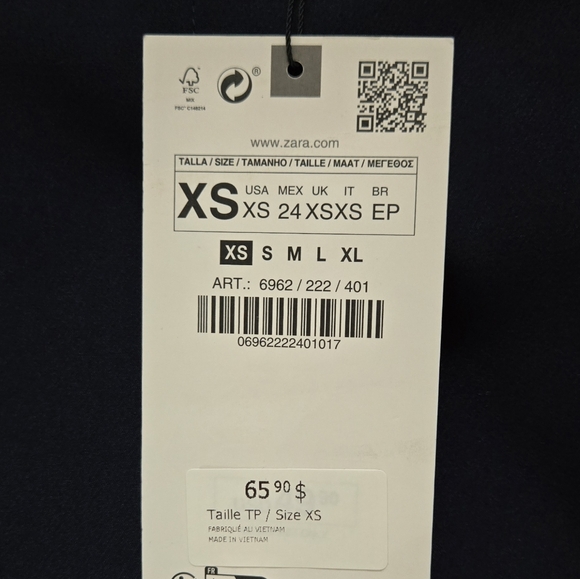 FSC
MIX
®
www.zara.com
TALLA / SIZE / TAMANHO / TAILLE / MAAT / ΜΕΓΕΘΟΣ
XS
USA MEX UK IT BR
XS 24 XS XS EP
XS S M L XL
ART.: 6962 / 222 / 401
06962222401017
65 90 $
Taille TP / Size XS
FABRIQUÉ AU VIETNAM
MADE IN VIETNAM
FR